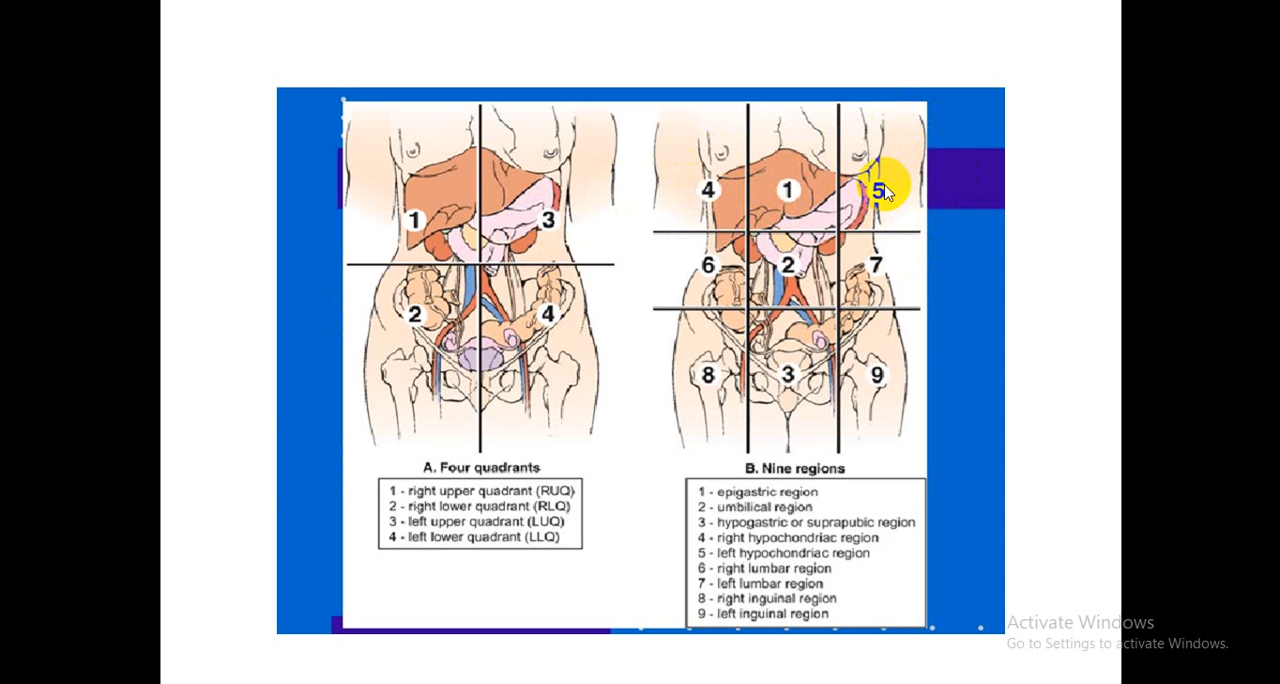 1
3
2
4
4
1
5
6
2
7
8
3
9
A. Four quadrants
1 - right upper quadrant (RUQ)
2 - right lower quadrant (RLQ)
3 - left upper quadrant (LUQ)
4 - left lower quadrant (LLQ)
B. Nine regions
1 - epigastric region
2 - umbilical region
3 - hypogastric or suprapubic region
4 - right hypochondriac region
5 - left hypochondriac region
6 - right lumbar region
7 - left lumbar region
8 - right inguinal region
9 - left inguinal region
Activate Windows
Go to Settings to activate Windows.